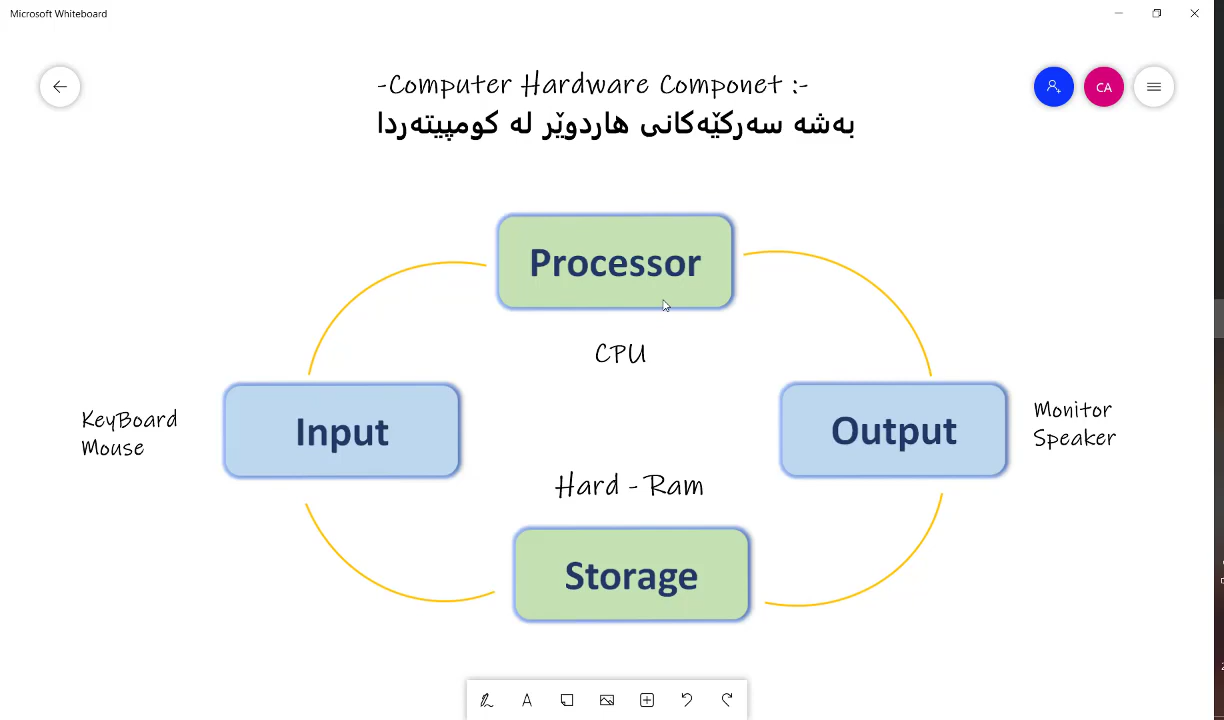 Microsoft Whiteboard
-Computer Hardware Componet :-
بەشە سەرکێەکانی هاردوێر لە کومپیتەردا
CA
Processor
CPU
KeyBoard
Mouse
Input
Output
Monitor
Speaker
Hard - Ram
Storage